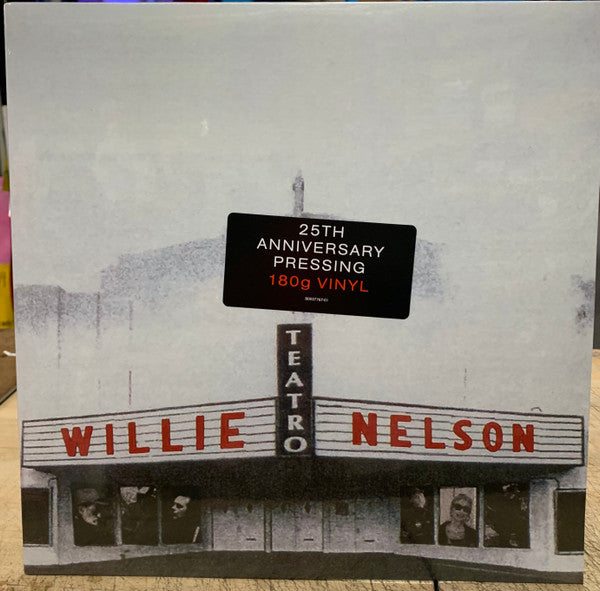 25TH
ANNIVERSARY
PRESSING
180g VINYL
TEATRO
WILLIE NELSON